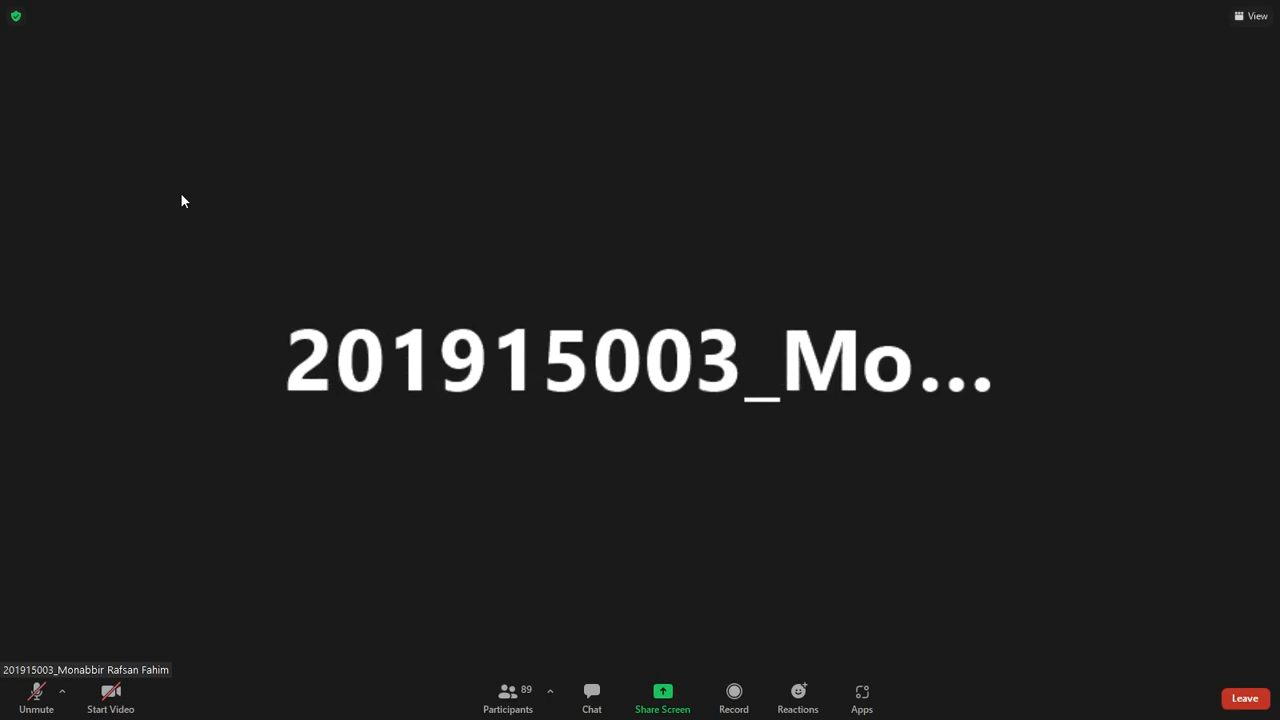 View
201915003_Mo...
201915003_Monabbir Rafsan Fahim
Unmute
Start Video
89
Participants
Chat
Share Screen
Record
Reactions
Apps
Leave